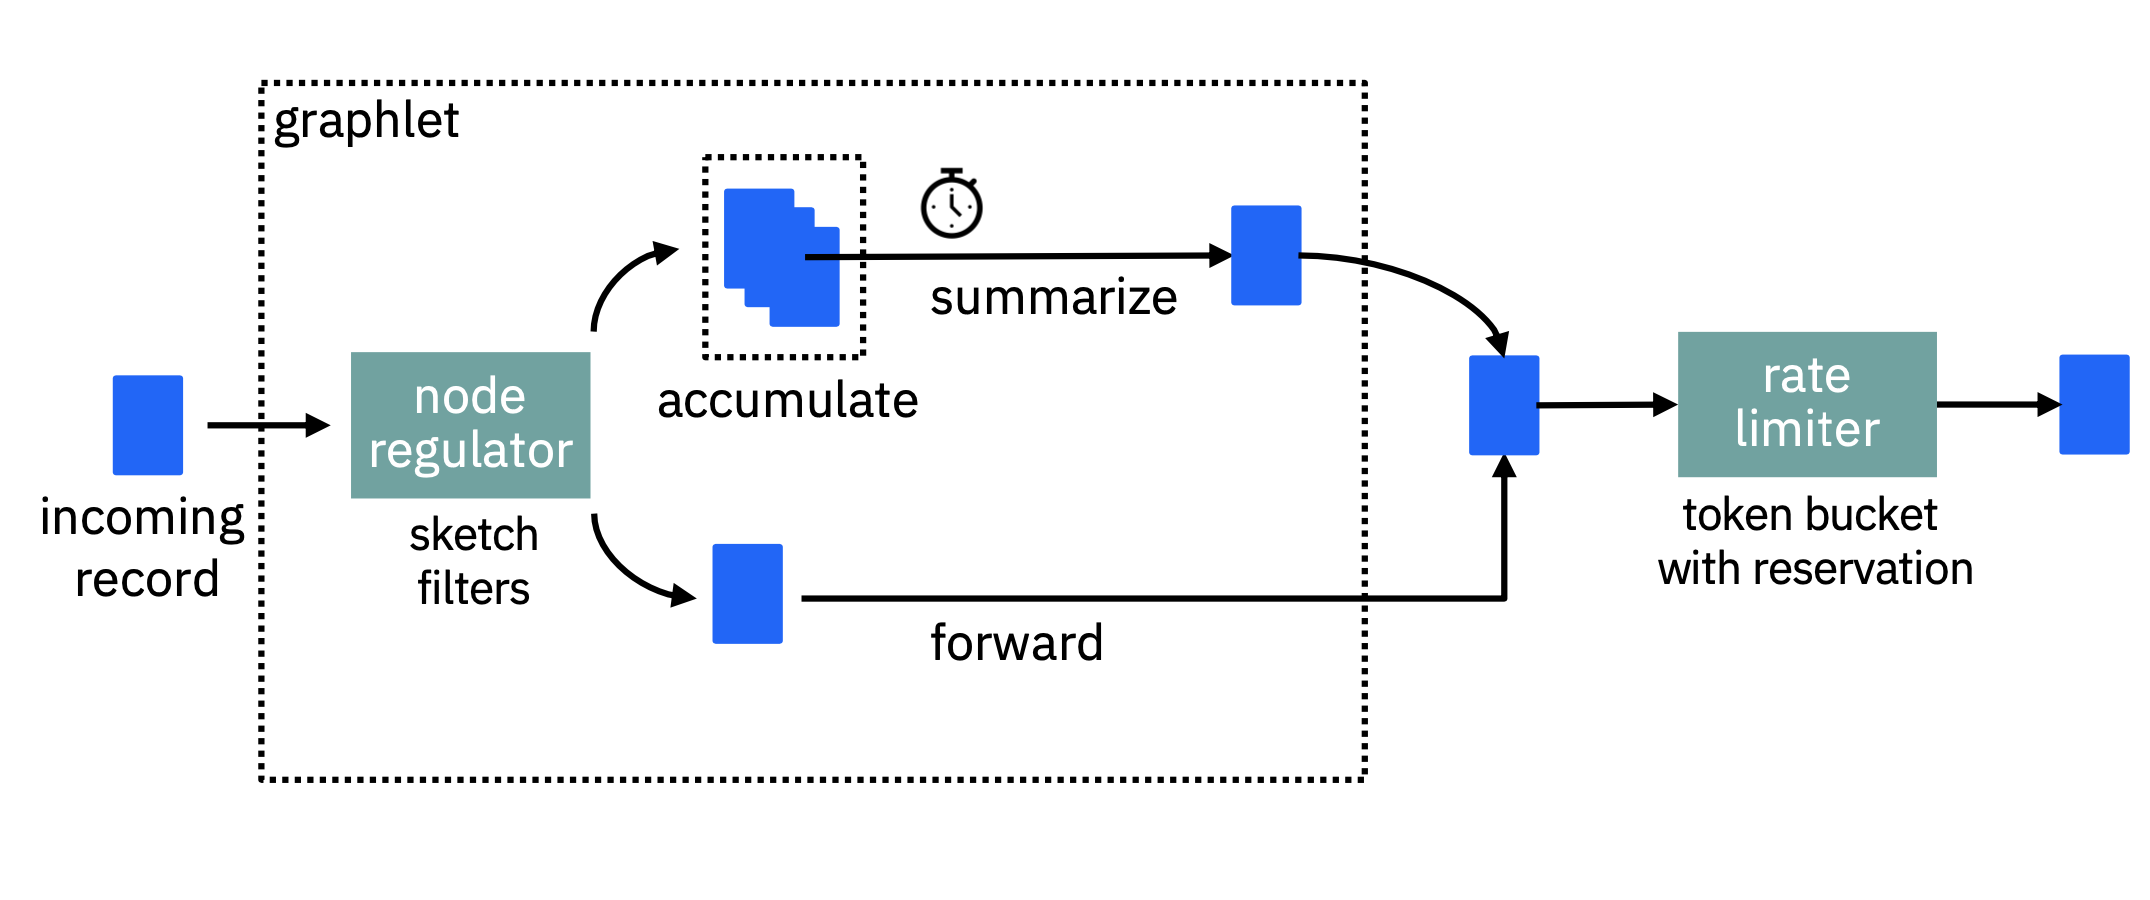 graphlet
incoming
record
node
regulator
sketch
filters
accumulate
summarize
forward
rate
limiter
token bucket
with reservation